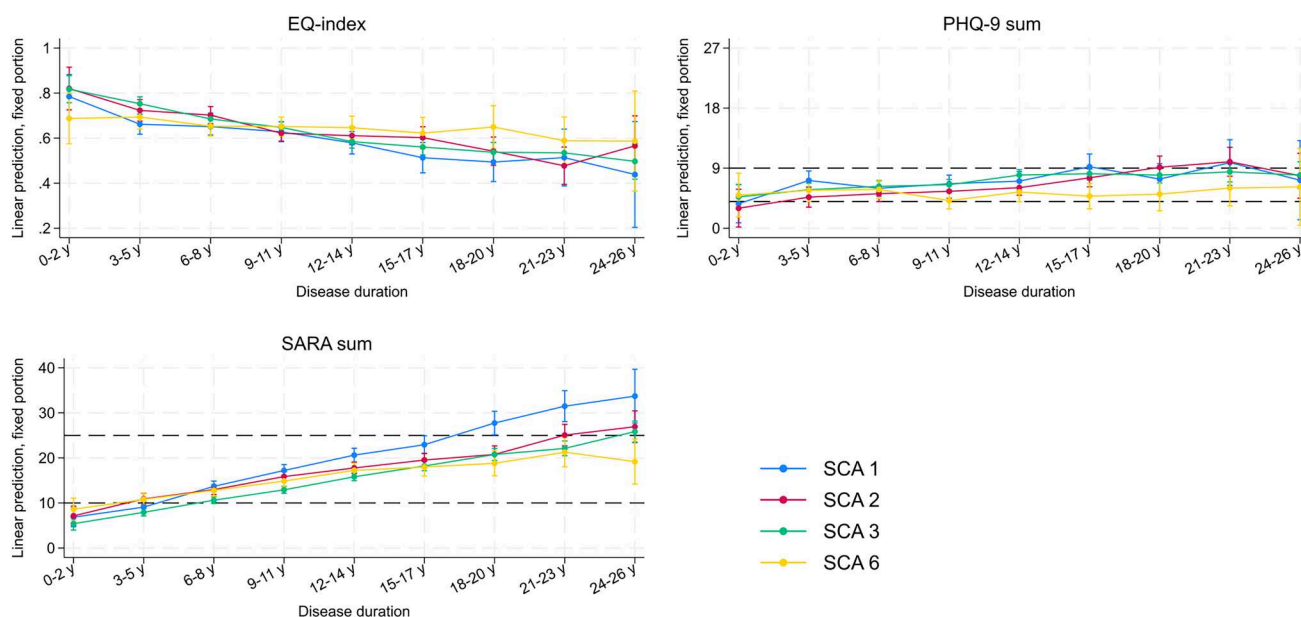 EQ-index
Linear prediction, fixed portion
1
.8
.6
.4
.2
0-2 y
3-5 y
6-8 y
9-11 y
12-14 y
15-17 y
18-20 y
21-23 y
24-26 y
Disease duration
PHQ-9 sum
Linear prediction, fixed portion
27
18
9
0
0-2 y
3-5 y
6-8 y
9-11 y
12-14 y
15-17 y
18-20 y
21-23 y
24-26 y
Disease duration
SARA sum
Linear prediction, fixed portion
40
30
20
10
0
0-2 y
3-5 y
6-8 y
9-11 y
12-14 y
15-17 y
18-20 y
21-23 y
24-26 y
Disease duration
SCA 1
SCA 2
SCA 3
SCA 6